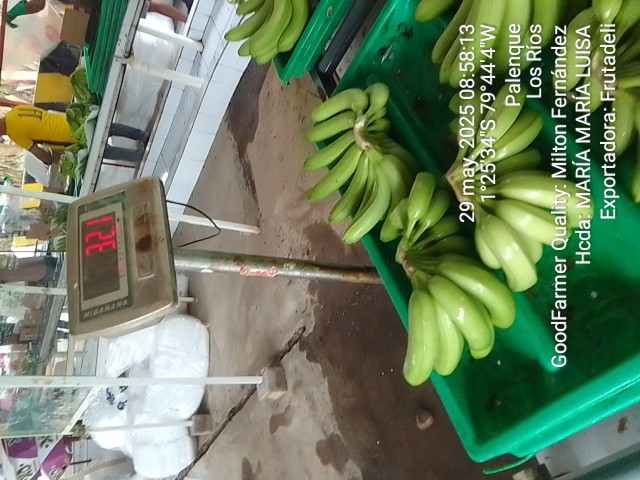 MIRAHAMA
32.1
29 may. 2025 08:58:13
1°25'34"S 79°44'4"W
Palenque
Los Ríos
GoodFarmer Quality: Milton Fernández
Hcda: MARÍA MARÍA LUISA
Exportadora: Frutadeli